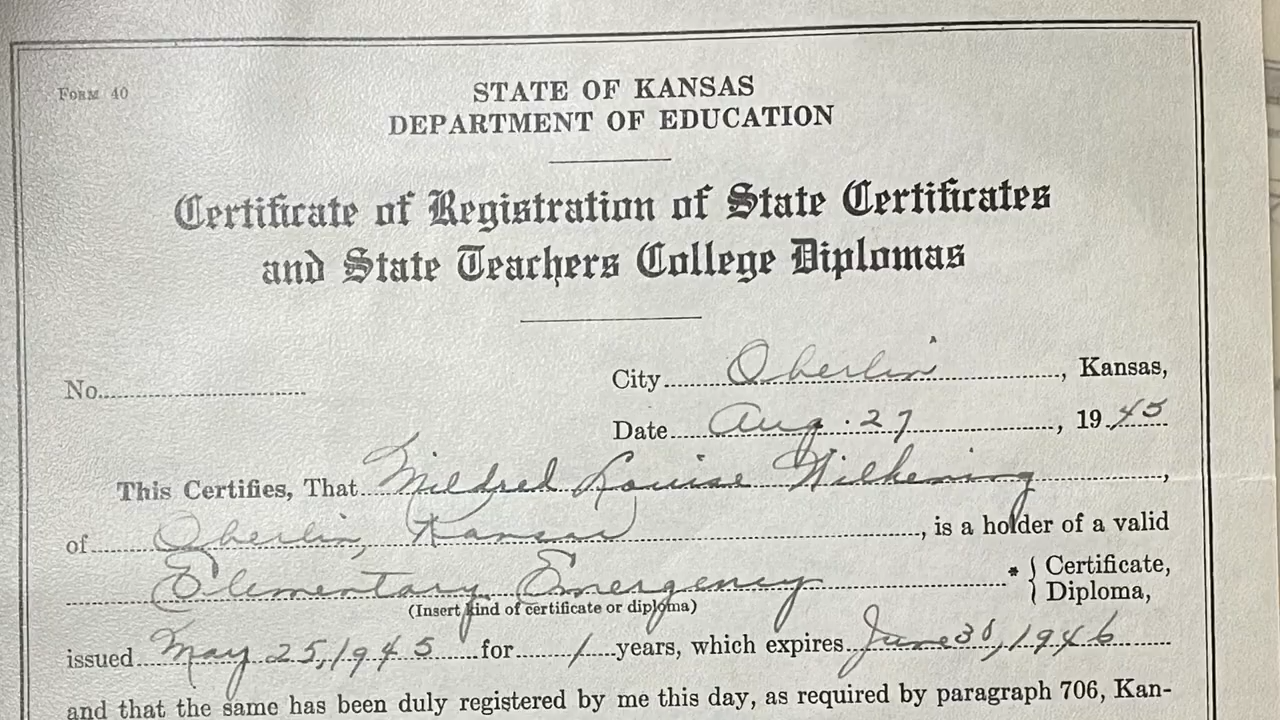 Form 40
STATE OF KANSAS
DEPARTMENT OF EDUCATION
Certificate of Registration of State Certificates
and State Teachers College Diplomas
No.
City Oberlin, Kansas,
Date Aug. 27, 1945
This Certifies, That Mildred Louise Wilkening,
of Oberlin, Kansas, is a holder of a valid
Elementary Emergency * { Certificate, Diploma,
(Insert kind of certificate or diploma)
issued May 25, 1945 for 1 years, which expires June 30, 1946
and that the same has been duly registered by me this day, as required by paragraph 706, Kan-